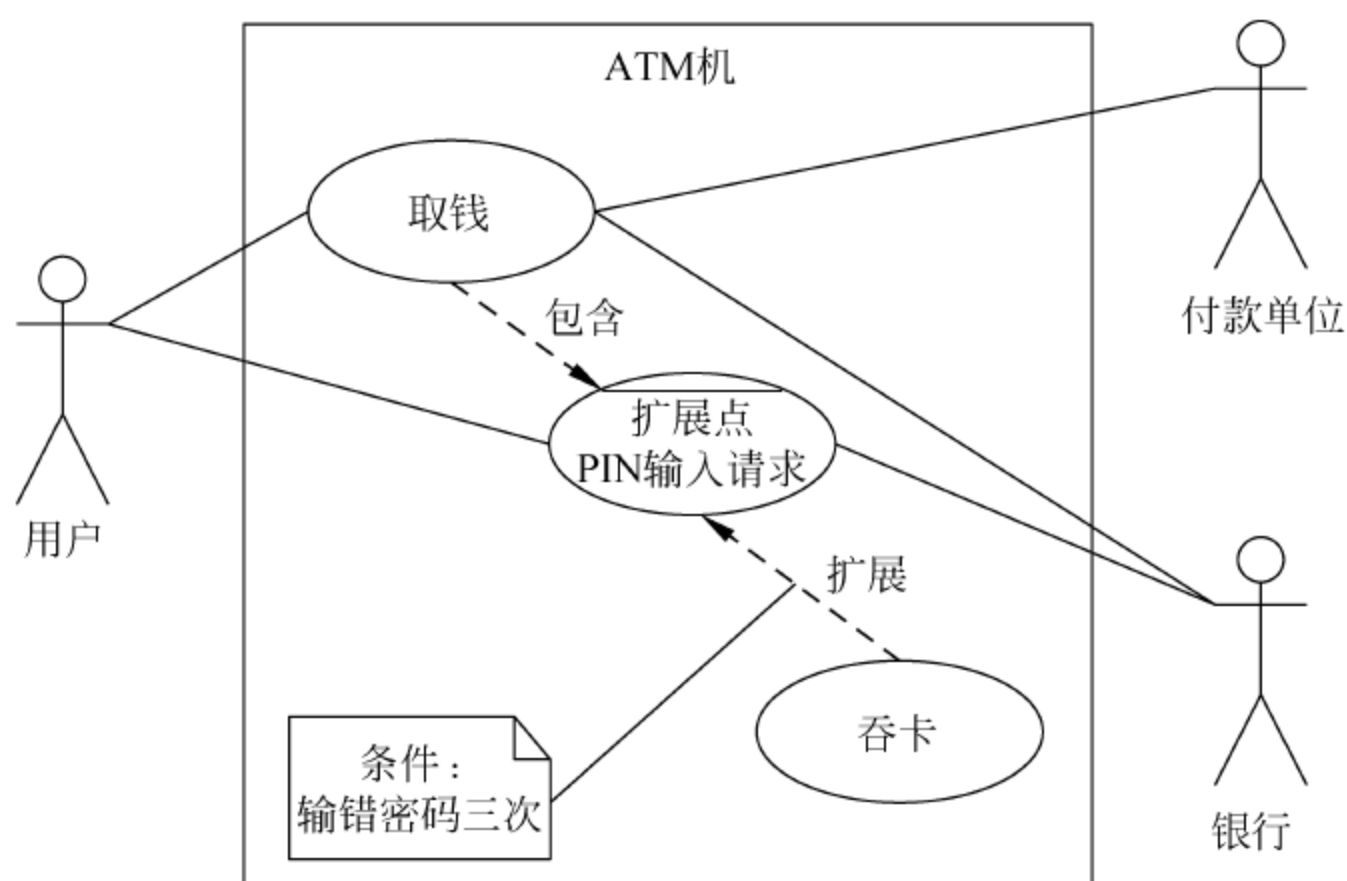 ATM机
取钱
包含
付款单位
扩展点
PIN输入请求
用户
扩展
吞卡
条件：
输错密码三次
银行